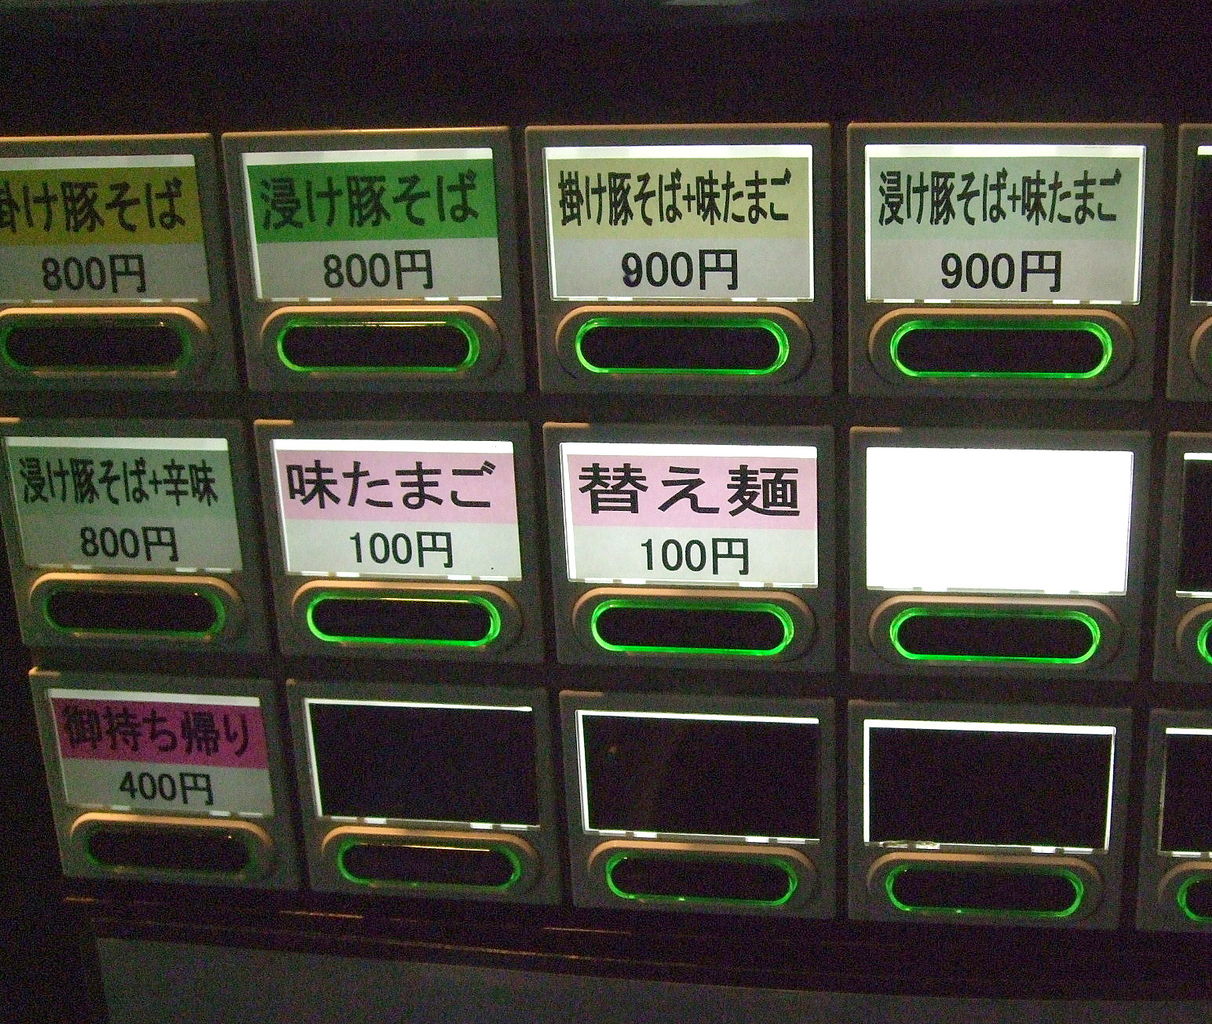 掛け豚そば
800円
浸け豚そば
800円
掛け豚そば+味たまご
900円
浸け豚そば+味たまご
900円
浸け豚そば+辛味
800円
味たまご
100円
替え麺
100円
御持ち帰り
400円